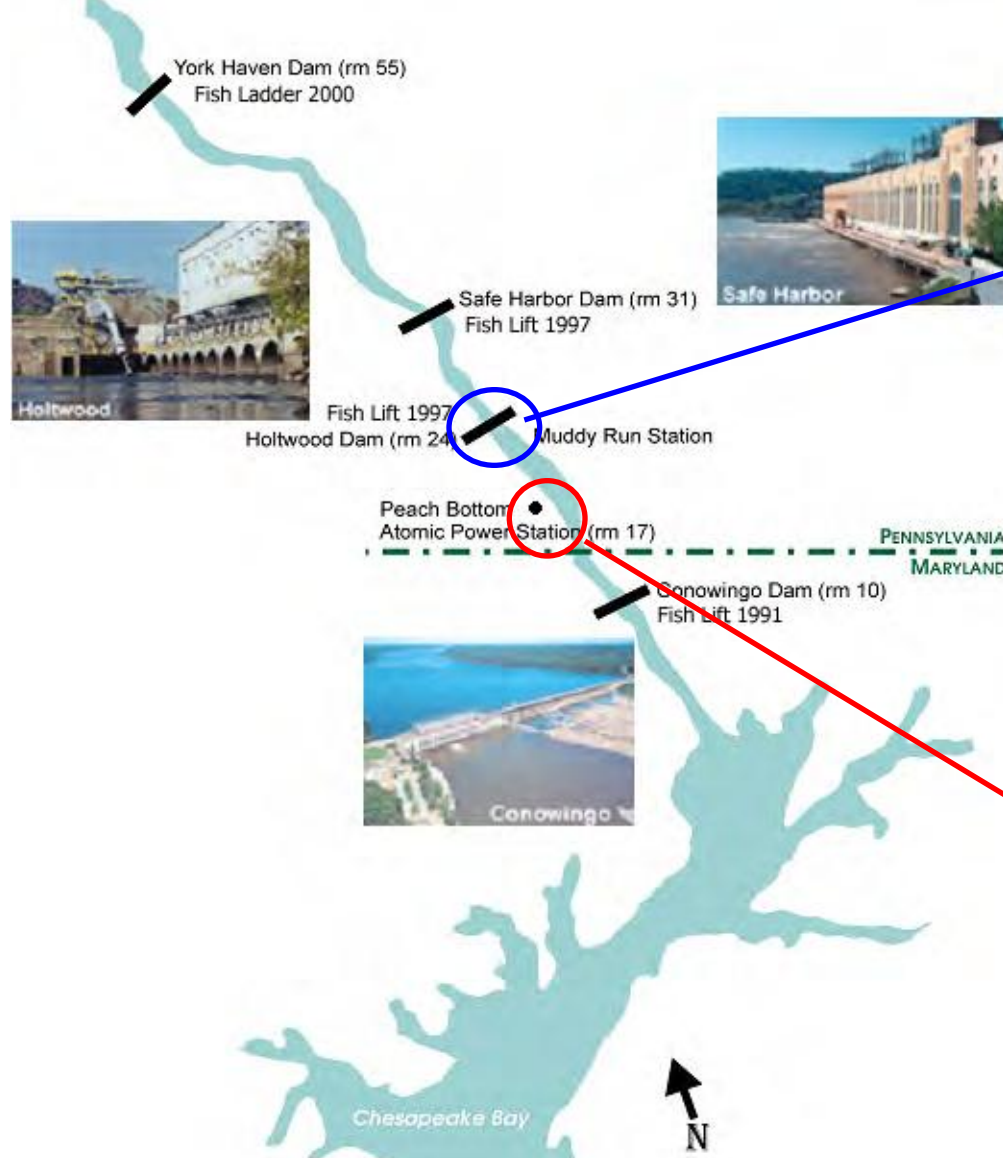 York Haven Dam (rm 55)
Fish Ladder 2000
Safe Harbor
Holtwood
Safe Harbor Dam (rm 31)
Fish Lift 1997
Fish Lift 1997
Holtwood Dam (rm 24)
Muddy Run Station
Peach Bottom
Atomic Power Station (rm 17)
PENNSYLVANIA
MARYLAND
Conowingo Dam (rm 10)
Fish Lift 1991
Conowingo
Chesapeake Bay
N